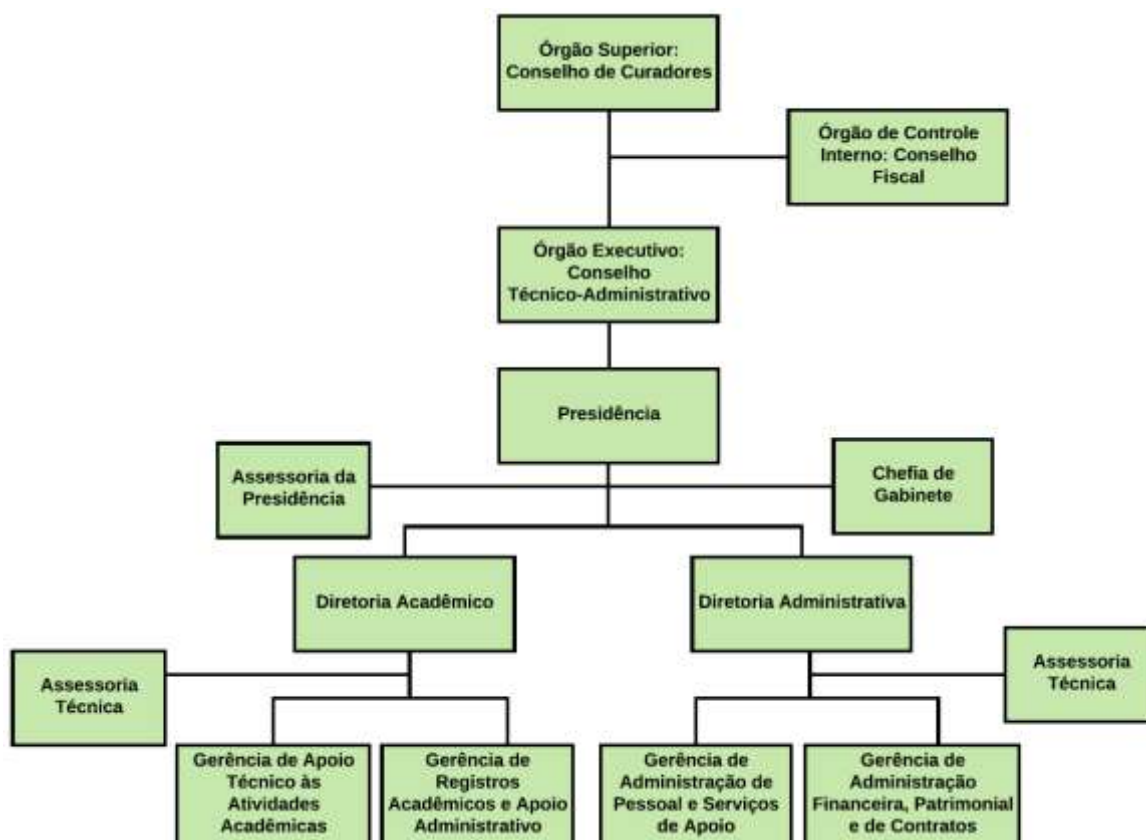 Órgão Superior:
Conselho de Curadores
Órgão de Controle
Interno: Conselho
Fiscal
Órgão Executivo:
Conselho
Técnico-Administrativo
Presidência
Assessoria da
Presidência
Chefia de
Gabinete
Diretoria Acadêmico
Diretoria Administrativa
Assessoria
Técnica
Assessoria
Técnica
Gerência de Apoio
Técnico às
Atividades
Acadêmicas
Gerência de
Registros
Acadêmicos e Apoio
Administrativo
Gerência de
Administração de
Pessoal e Serviços
de Apoio
Gerência de
Administração
Financeira, Patrimonial
e de Contratos